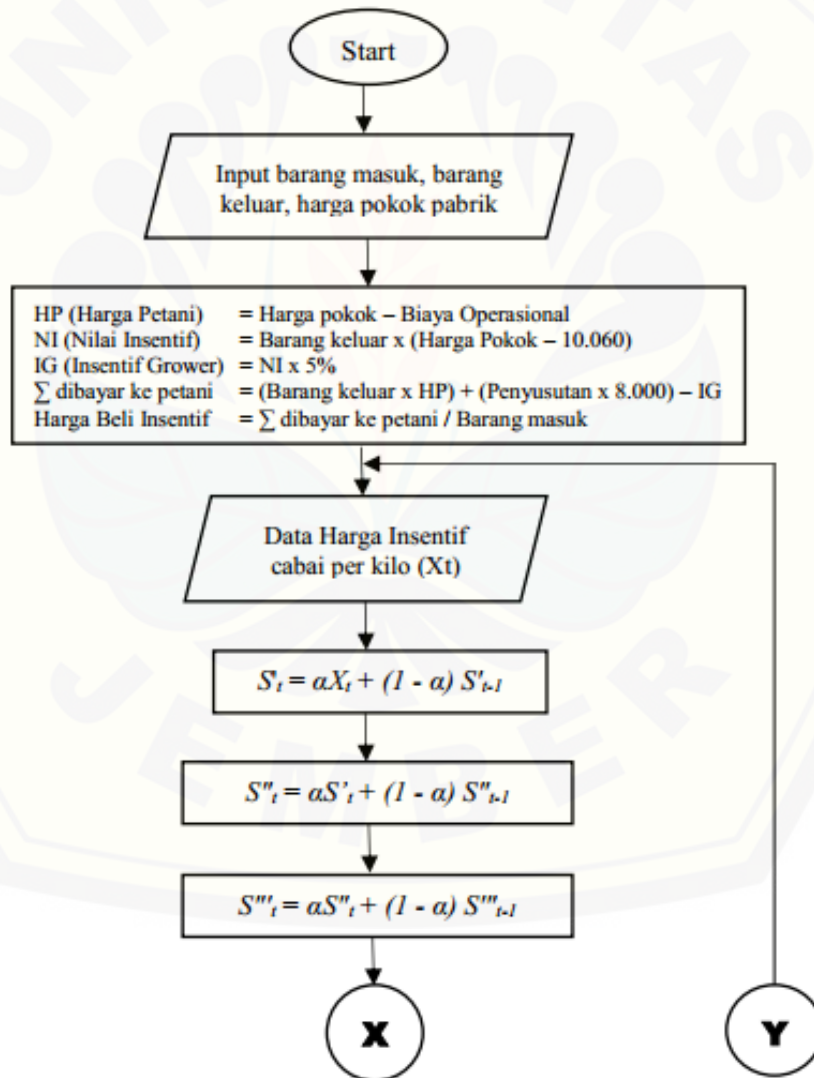 UNIVERSITAS
Start
Input barang masuk, barang
keluar, harga pokok pabrik
HP (Harga Petani) = Harga pokok – Biaya Operasional
NI (Nilai Insentif) = Barang keluar x (Harga Pokok – 10.060)
IG (Insentif Grower) = NI x 5%
∑ dibayar ke petani = (Barang keluar x HP) + (Penyusutan x 8.000) – IG
Harga Beli Insentif = ∑ dibayar ke petani / Barang masuk
Data Harga Insentif
cabai per kilo (Xt)
S'ₜ = αXₜ + (1 - α) S'ₜ₋₁
S"ₜ = αS’ₜ + (1 - α) S"ₜ₋₁
S"'ₜ = αS"ₜ + (1 - α) S"'ₜ₋₁
JEMBER
X
Y